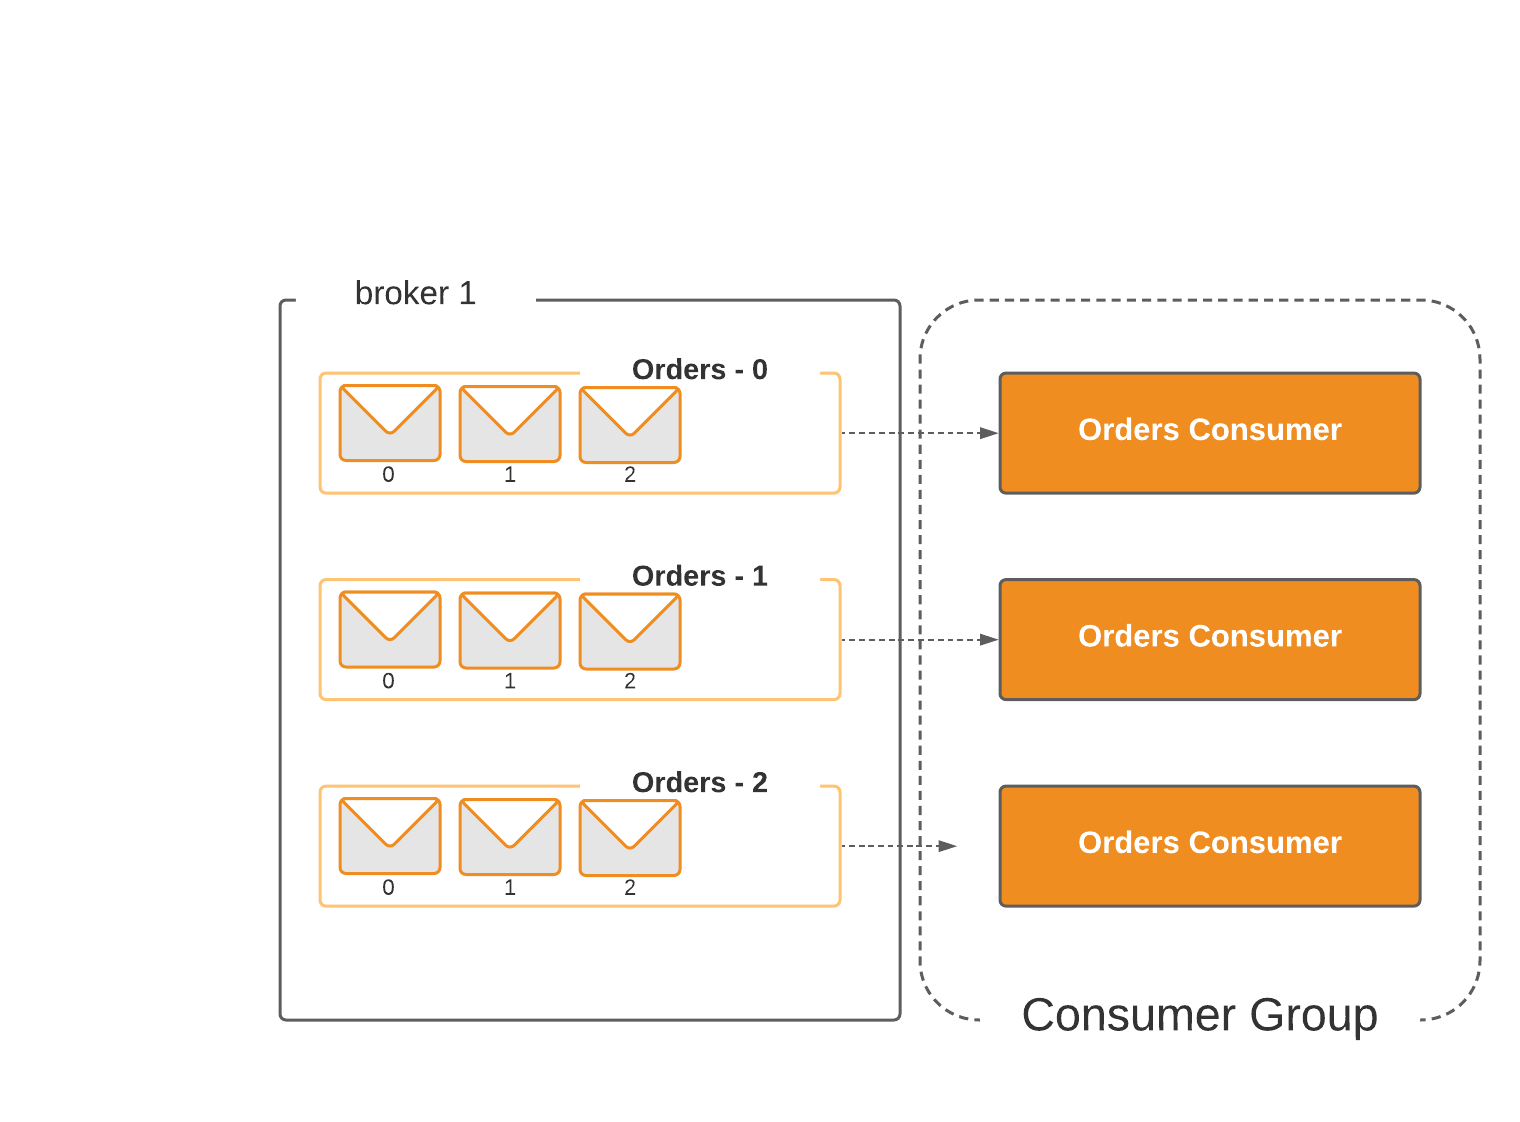 broker 1
Orders - 0
0 1 2
Orders Consumer
Orders - 1
0 1 2
Orders Consumer
Orders - 2
0 1 2
Orders Consumer
Consumer Group